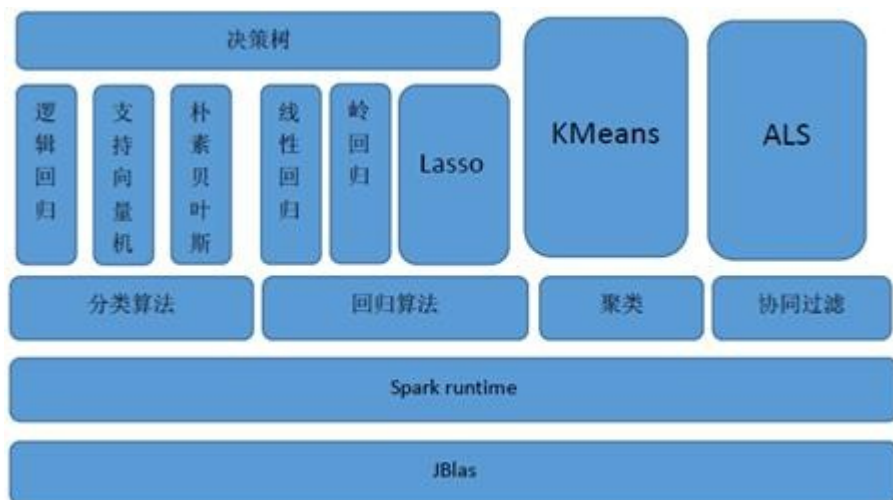 决策树
逻辑回归
支持向量机
朴素贝叶斯
线性回归
岭回归
Lasso
KMeans
ALS
分类算法
回归算法
聚类
协同过滤
Spark runtime
JBlas